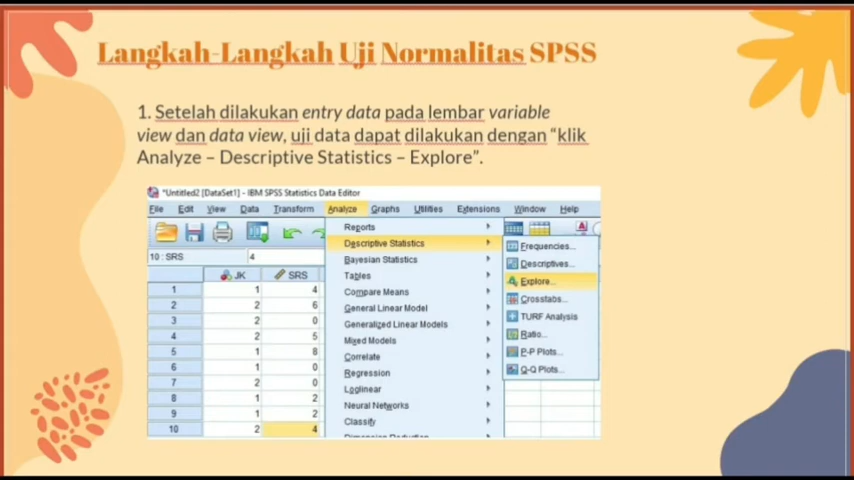 Langkah-Langkah Uji Normalitas SPSS
1. Setelah dilakukan entry data pada lembar variable
view dan data view, uji data dapat dilakukan dengan “klik
Analyze – Descriptive Statistics – Explore”.
*Untitled2 [DataSet1] - IBM SPSS Statistics Data Editor
File Edit View Data Transform Analyze Graphs Utilities Extensions Window Help
10 : SRS 4
JK SRS
1 1 4
2 2 6
3 2 0
4 2 5
5 1 8
6 1 0
7 2 0
8 1 2
9 1 2
10 2 4
Reports
Descriptive Statistics
Bayesian Statistics
Tables
Compare Means
General Linear Model
Generalized Linear Models
Mixed Models
Correlate
Regression
Loglinear
Neural Networks
Classify
Dimension Reduction
Frequencies...
Descriptives...
Explore...
Crosstabs...
TURF Analysis
Ratio...
P-P Plots...
Q-Q Plots...